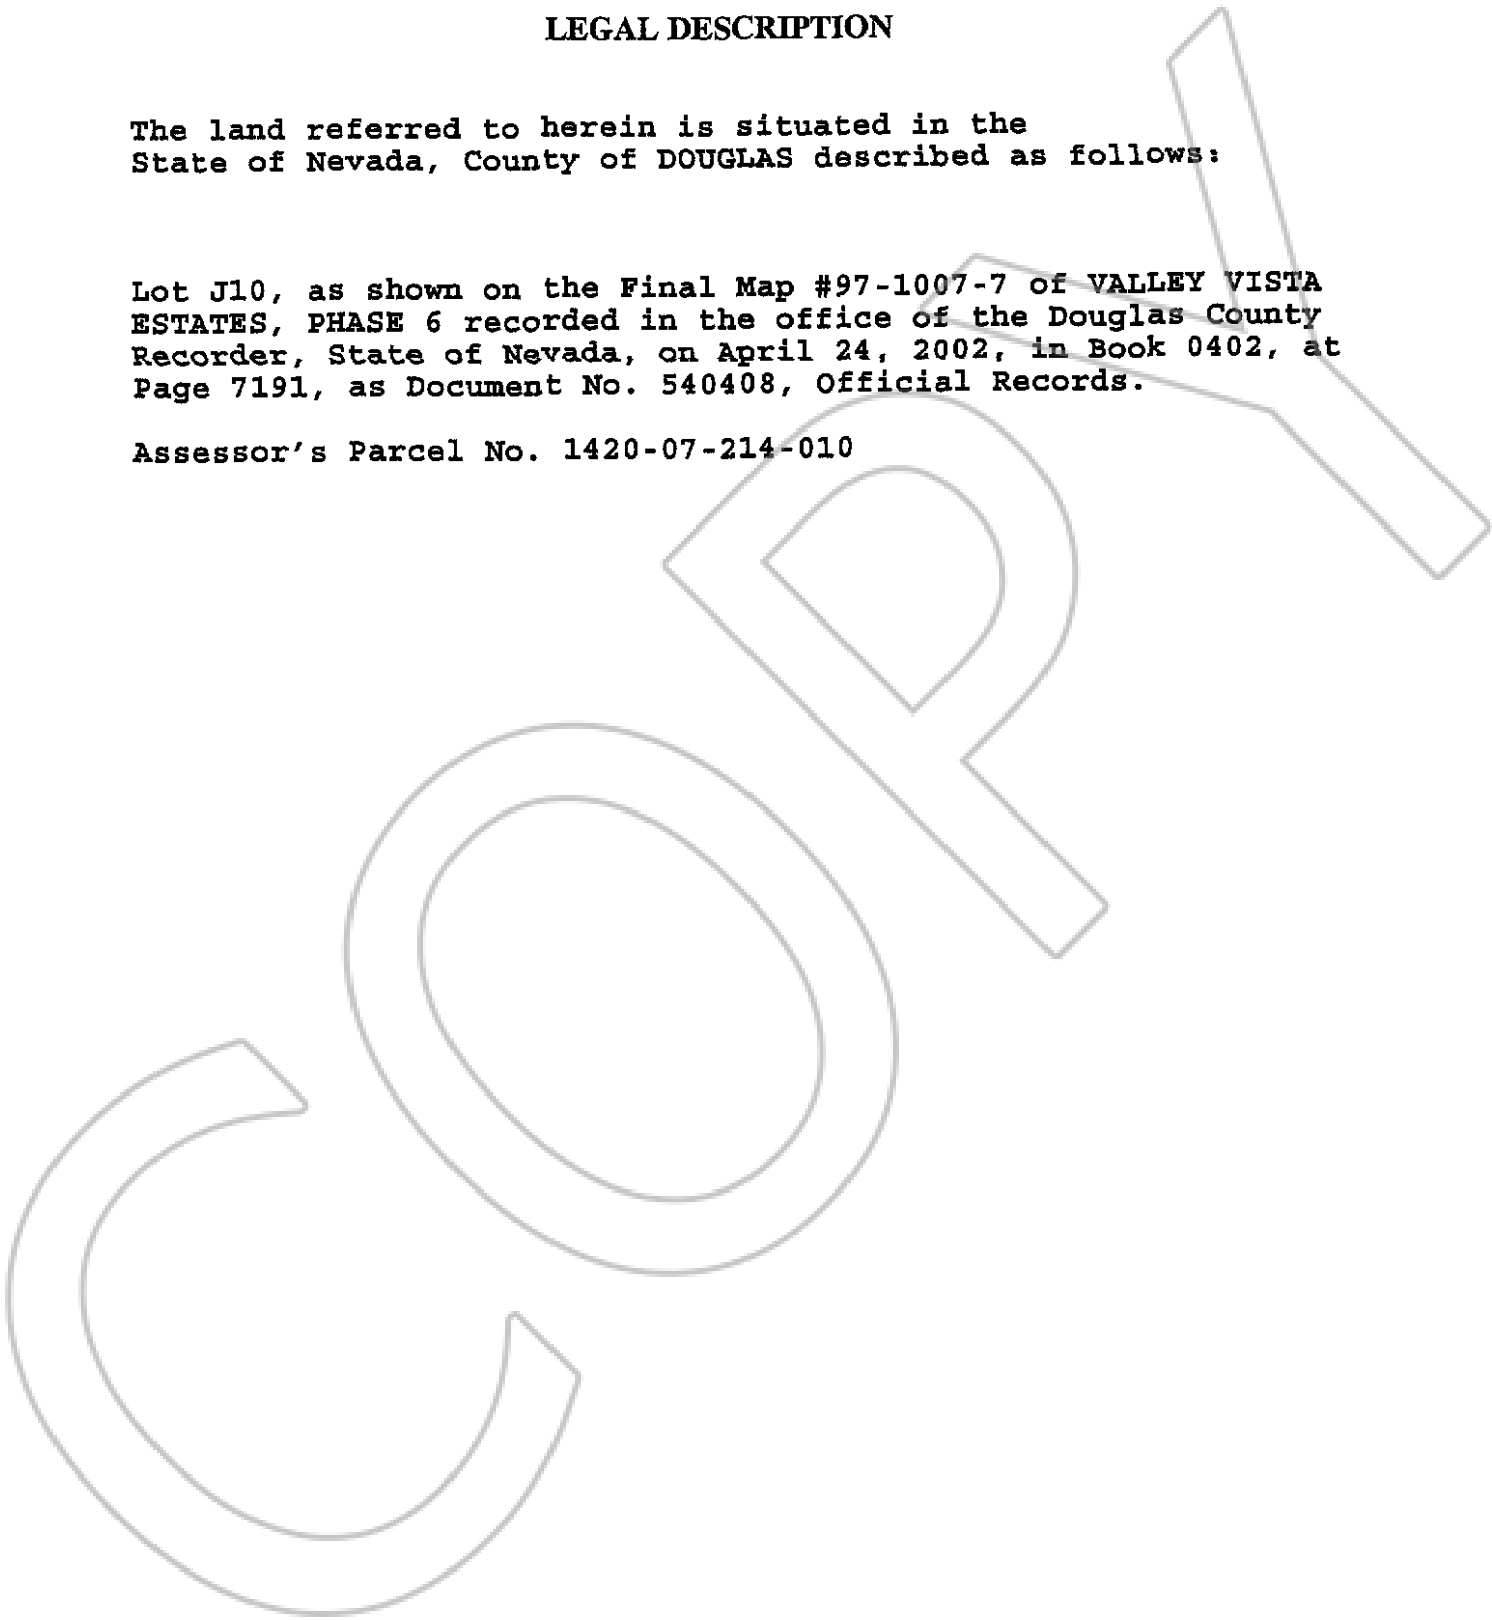 LEGAL DESCRIPTION
The land referred to herein is situated in the
State of Nevada, County of DOUGLAS described as follows:
Lot J10, as shown on the Final Map #97-1007-7 of VALLEY VISTA
ESTATES, PHASE 6 recorded in the office of the Douglas County
Recorder, State of Nevada, on April 24, 2002, in Book 0402, at
Page 7191, as Document No. 540408, Official Records.
Assessor's Parcel No. 1420-07-214-010
COPY